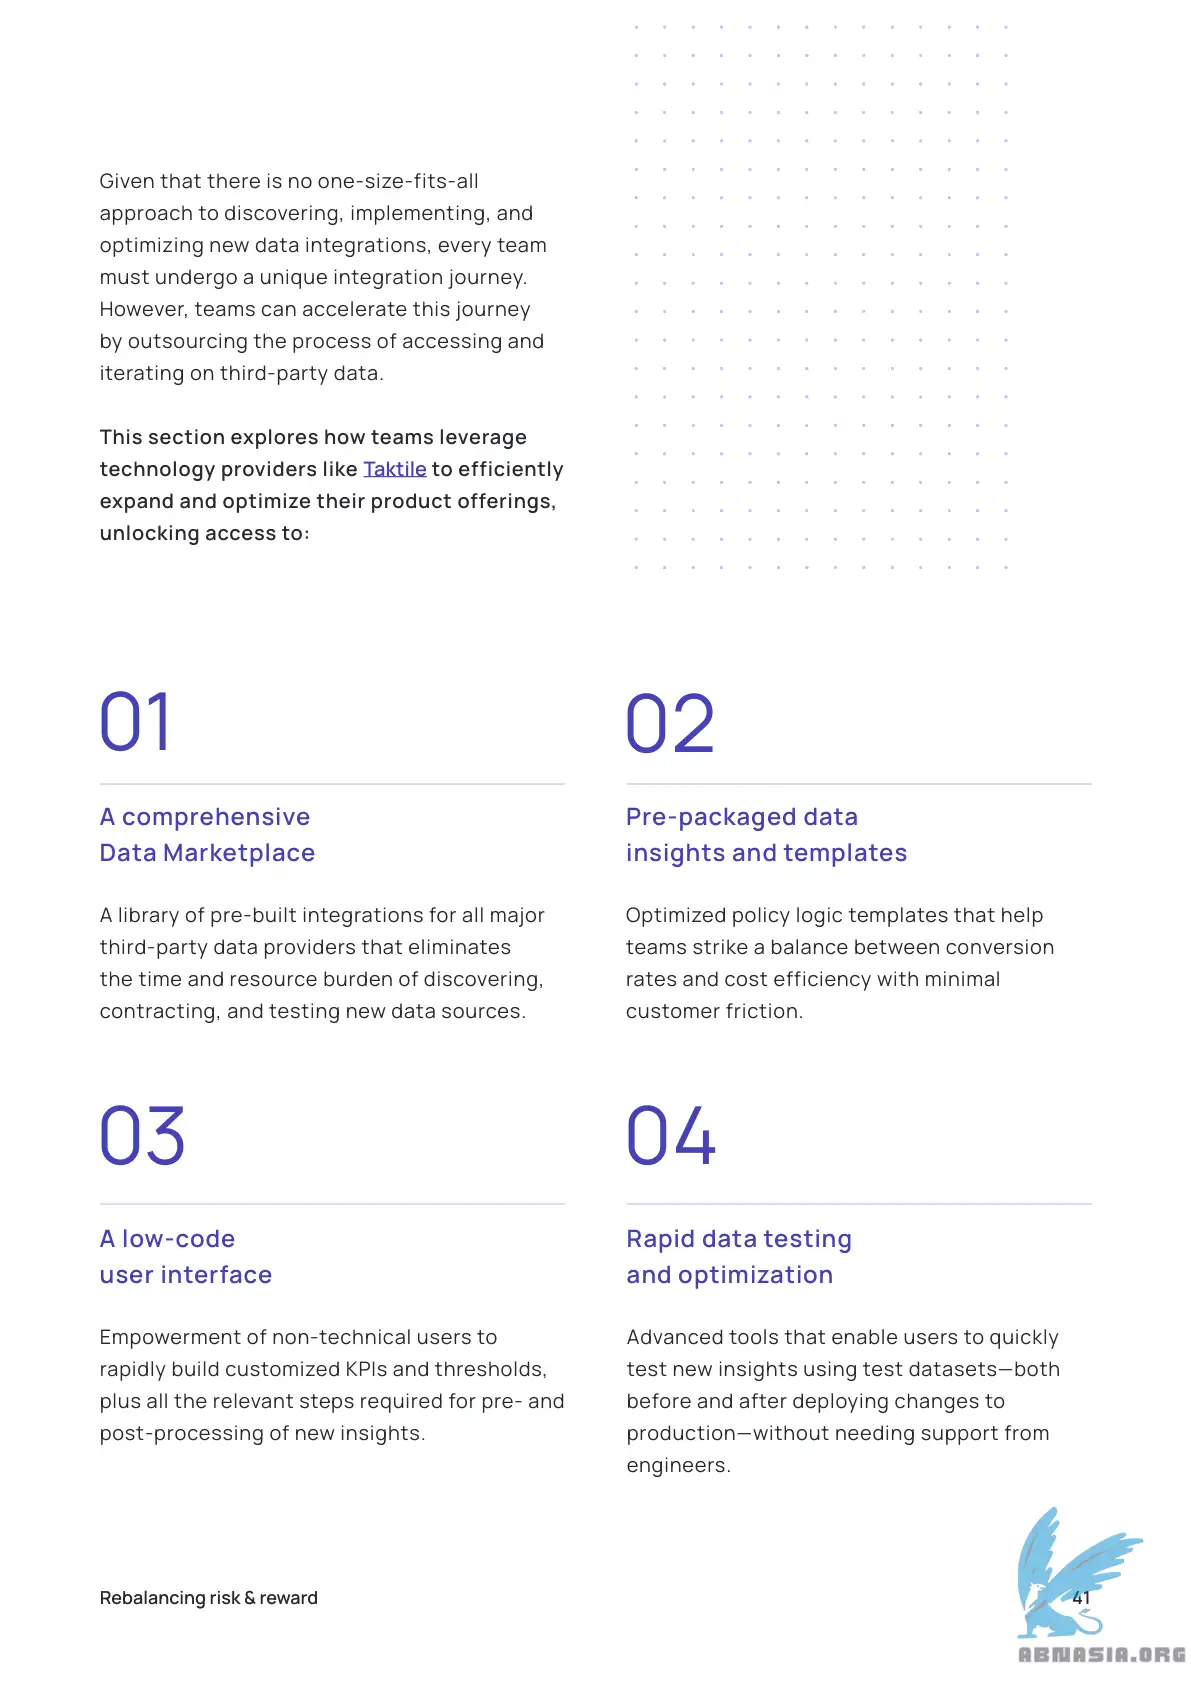 Given that there is no one-size-fits-all
approach to discovering, implementing, and
optimizing new data integrations, every team
must undergo a unique integration journey.
However, teams can accelerate this journey
by outsourcing the process of accessing and
iterating on third-party data.
This section explores how teams leverage
technology providers like Taktile to efficiently
expand and optimize their product offerings,
unlocking access to:
01
A comprehensive
Data Marketplace
A library of pre-built integrations for all major
third-party data providers that eliminates
the time and resource burden of discovering,
contracting, and testing new data sources.
02
Pre-packaged data
insights and templates
Optimized policy logic templates that help
teams strike a balance between conversion
rates and cost efficiency with minimal
customer friction.
03
A low-code
user interface
Empowerment of non-technical users to
rapidly build customized KPIs and thresholds,
plus all the relevant steps required for pre- and
post-processing of new insights.
04
Rapid data testing
and optimization
Advanced tools that enable users to quickly
test new insights using test datasets—both
before and after deploying changes to
production—without needing support from
engineers.
Rebalancing risk & reward
41
ABNASIA.ORG